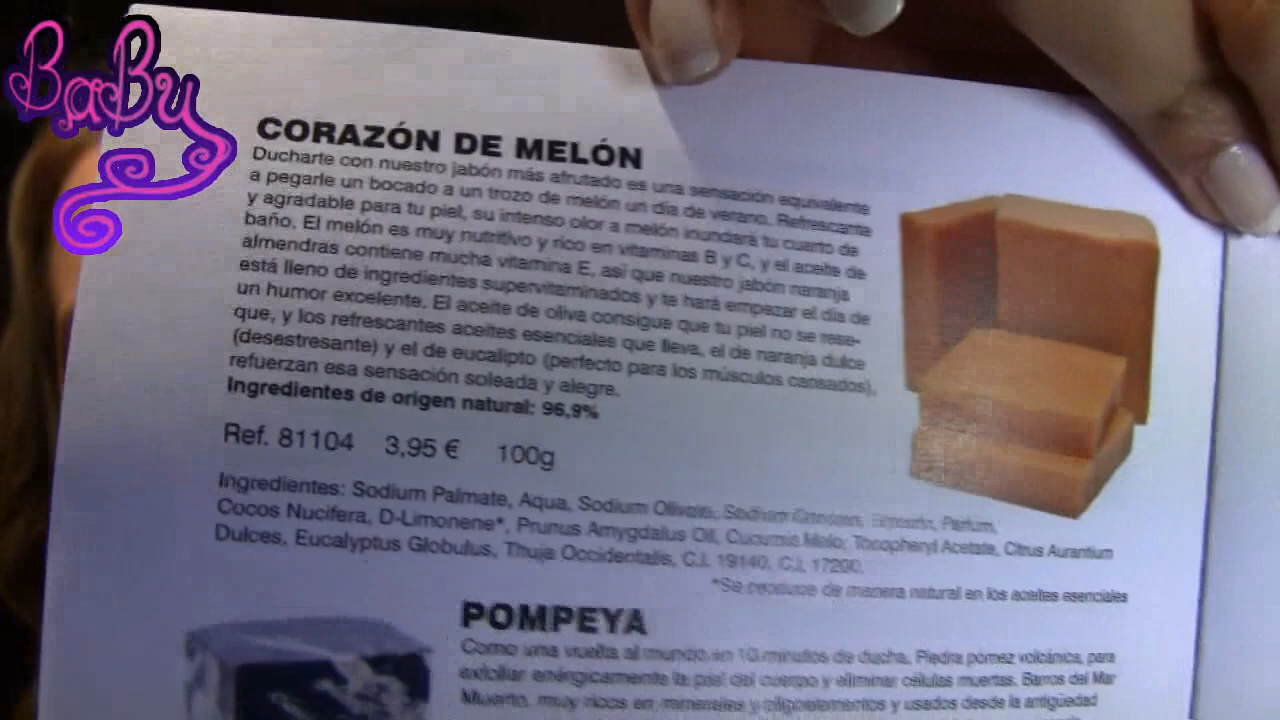 BaBy
CORAZÓN DE MELÓN
Ducharte con nuestro jabón más afrutado es una sensación equivalente
a pegarle un bocado a un trozo de melón un día de verano. Refrescante
y agradable para tu piel, su intenso olor a melón inundará tu cuarto de
baño. El melón es muy nutritivo y rico en vitaminas B y C, y el aceite de
almendras contiene mucha vitamina E, así que nuestro jabón naranja
está lleno de ingredientes supervitaminados y te hará empezar el día de
un humor excelente. El aceite de oliva consigue que tu piel no se rese-
que, y los refrescantes aceites esenciales que lleva, el de naranja dulce
(desestresante) y el de eucalipto (perfecto para los músculos cansados),
refuerzan esa sensación soleada y alegre.
Ingredientes de origen natural: 96,9%
Ref. 81104 3,95 € 100g
Ingredientes: Sodium Palmate, Aqua, Sodium Olivate, Sodium Parfum,
Cocos Nucifera, D-Limonene*, Prunus Amygdalus Oil, Cucumis Melo, Tocopheryl Acetate, Citrus Aurantium
Dulces, Eucalyptus Globulus, Thuja Occidentalis, C.I. 19140, C.I. 17200.
*Se produce de manera natural en los aceites esenciales
POMPEYA
Como una vuelta al mundo en 10 minutos de ducha. Piedra pómez volcánica, para
exfoliar enérgicamente la piel del cuerpo y eliminar células muertas. Barros del Mar
Muerto, muy ricos en minerales y oligoelementos y usados desde la antigüedad